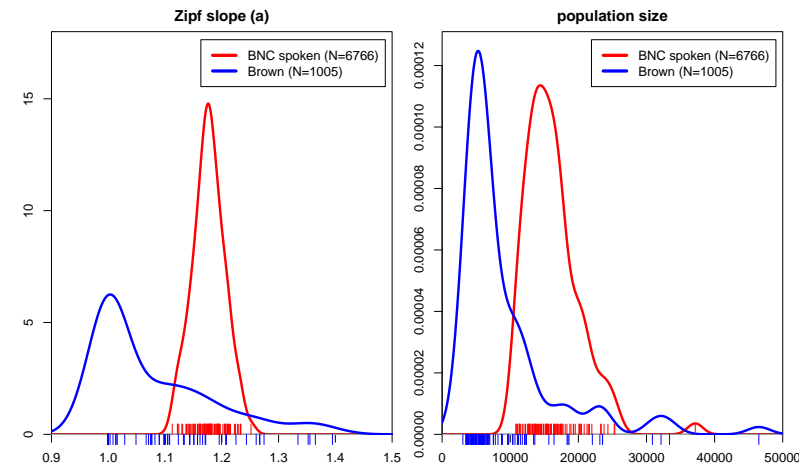 Zipf slope (a)
BNC spoken (N=6766)
Brown (N=1005)
15
10
5
0
0.9 1.0 1.1 1.2 1.3 1.4 1.5
population size
BNC spoken (N=6766)
Brown (N=1005)
0.00012
0.00010
0.00008
0.00006
0.00004
0.00002
0.00000
0 10000 20000 30000 40000 50000